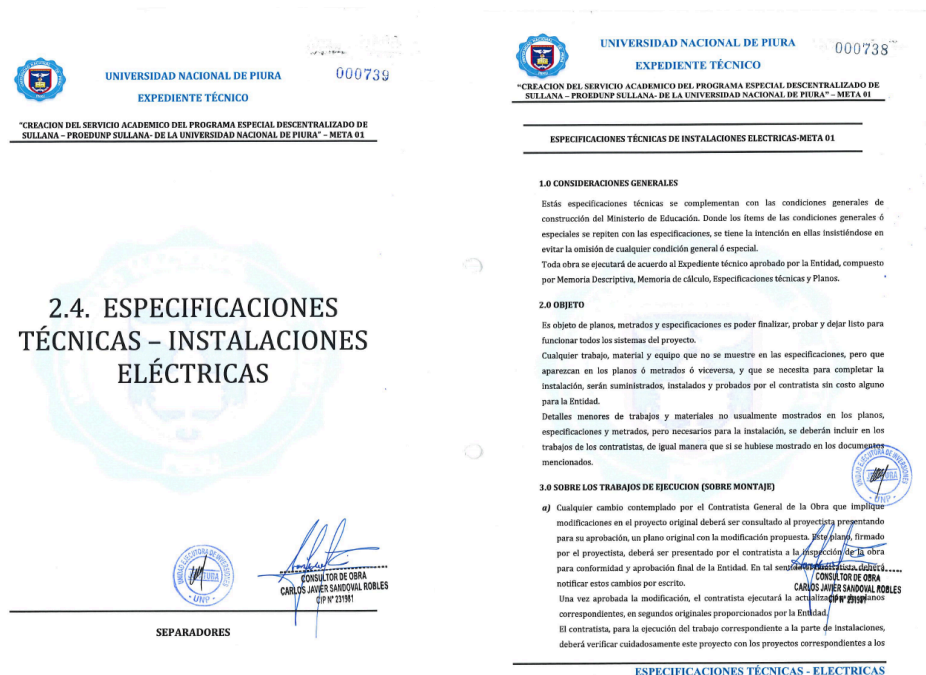 UNIVERSIDAD NACIONAL DE PIURA
000739
EXPEDIENTE TÉCNICO
"CREACION DEL SERVICIO ACADEMICO DEL PROGRAMA ESPECIAL DESCENTRALIZADO DE
SULLANA – PROEDUNP SULLANA- DE LA UNIVERSIDAD NACIONAL DE PIURA" – META 01
2.4. ESPECIFICACIONES
TÉCNICAS – INSTALACIONES
ELÉCTRICAS
UNIDAD EJECUTORA DE INVERSIONES
JEFATURA
- UNP -
CONSULTOR DE OBRA
CARLOS JAVIER SANDOVAL ROBLES
CIP N° 231981
SEPARADORES
UNIVERSIDAD NACIONAL DE PIURA
000738
EXPEDIENTE TÉCNICO
"CREACION DEL SERVICIO ACADEMICO DEL PROGRAMA ESPECIAL DESCENTRALIZADO DE
SULLANA – PROEDUNP SULLANA- DE LA UNIVERSIDAD NACIONAL DE PIURA" – META 01
ESPECIFICACIONES TÉCNICAS DE INSTALACIONES ELECTRICAS-META 01
1.0 CONSIDERACIONES GENERALES
Estás especificaciones técnicas se complementan con las condiciones generales de
construcción del Ministerio de Educación. Donde los ítems de las condiciones generales ó
especiales se repiten con las especificaciones, se tiene la intención en ellas insistiéndose en
evitar la omisión de cualquier condición general ó especial.
Toda obra se ejecutará de acuerdo al Expediente técnico aprobado por la Entidad, compuesto
por Memoria Descriptiva, Memoria de cálculo, Especificaciones técnicas y Planos.
2.0 OBJETO
Es objeto de planos, metrados y especificaciones es poder finalizar, probar y dejar listo para
funcionar todos los sistemas del proyecto.
Cualquier trabajo, material y equipo que no se muestre en las especificaciones, pero que
aparezcan en los planos ó metrados ó viceversa, y que se necesita para completar la
instalación, serán suministrados, instalados y probados por el contratista sin costo alguno
para la Entidad.
Detalles menores de trabajos y materiales no usualmente mostrados en los planos,
especificaciones y metrados, pero necesarios para la instalación, se deberán incluir en los
trabajos de los contratistas, de igual manera que si se hubiese mostrado en los documentos
mencionados.
UNIDAD EJECUTORA DE INVERSIONES
- UNP -
3.0 SOBRE LOS TRABAJOS DE EJECUCION (SOBRE MONTAJE)
a) Cualquier cambio contemplado por el Contratista General de la Obra que implique
modificaciones en el proyecto original deberá ser consultado al proyectista presentando
para su aprobación, un plano original con la modificación propuesta. Este plano, firmado
por el proyectista, deberá ser presentado por el contratista a la Inspección de la obra
para conformidad y aprobación final de la Entidad. En tal deberá
notificar estos cambios por escrito.
CONSULTOR DE OBRA
CARLOS JAVIER SANDOVAL ROBLES
CIP N° 231981
Una vez aprobada la modificación, el contratista ejecutará la planos
correspondientes, en segundos originales proporcionados por la Entidad.
El contratista, para la ejecución del trabajo correspondiente a la parte de instalaciones,
deberá verificar cuidadosamente este proyecto con los proyectos correspondientes a los
ESPECIFICACIONES TÉCNICAS - ELECTRICAS